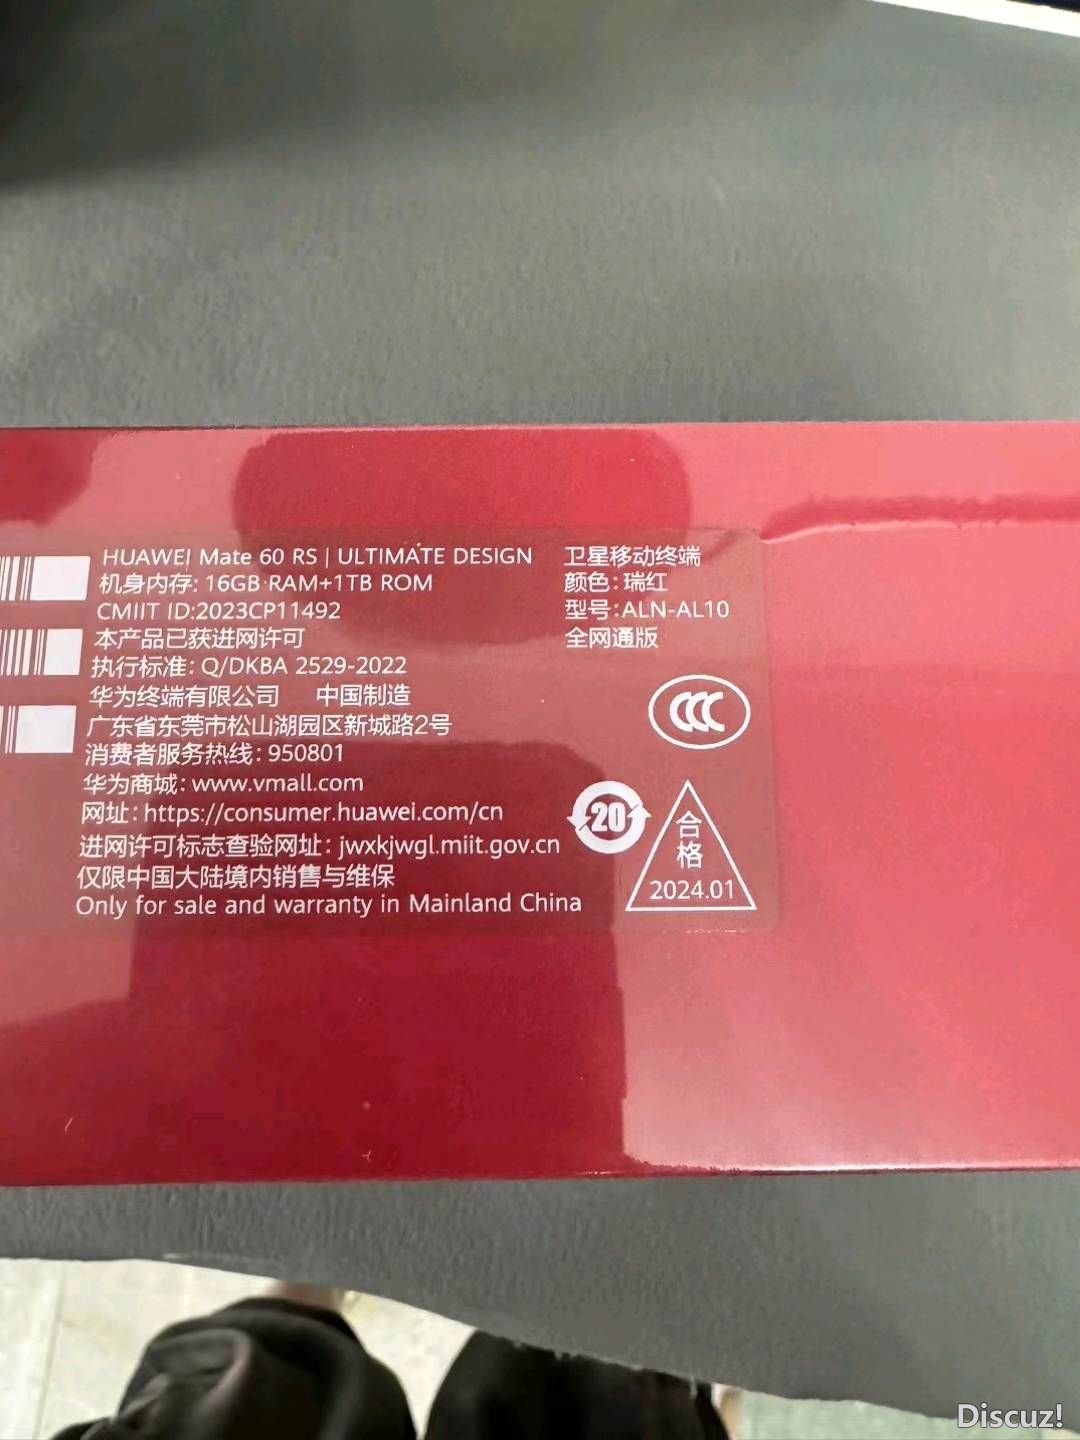 HUAWEI Mate 60 RS | ULTIMATE DESIGN
机身内存: 16GB RAM+1TB ROM
CMIIT ID:2023CP11492
本产品已获进网许可
执行标准: Q/DKBA 2529-2022
华为终端有限公司 中国制造
广东省东莞市松山湖园区新城路2号
消费者服务热线: 950801
华为商城: www.vmall.com
网址: https://consumer.huawei.com/cn
进网许可标志查验网址: jwxkjwgl.miit.gov.cn
仅限中国大陆境内销售与维保
Only for sale and warranty in Mainland China
卫星移动终端
颜色: 瑞红
型号:ALN-AL10
全网通版
CCC
20
合
格
2024.01
Discuz!